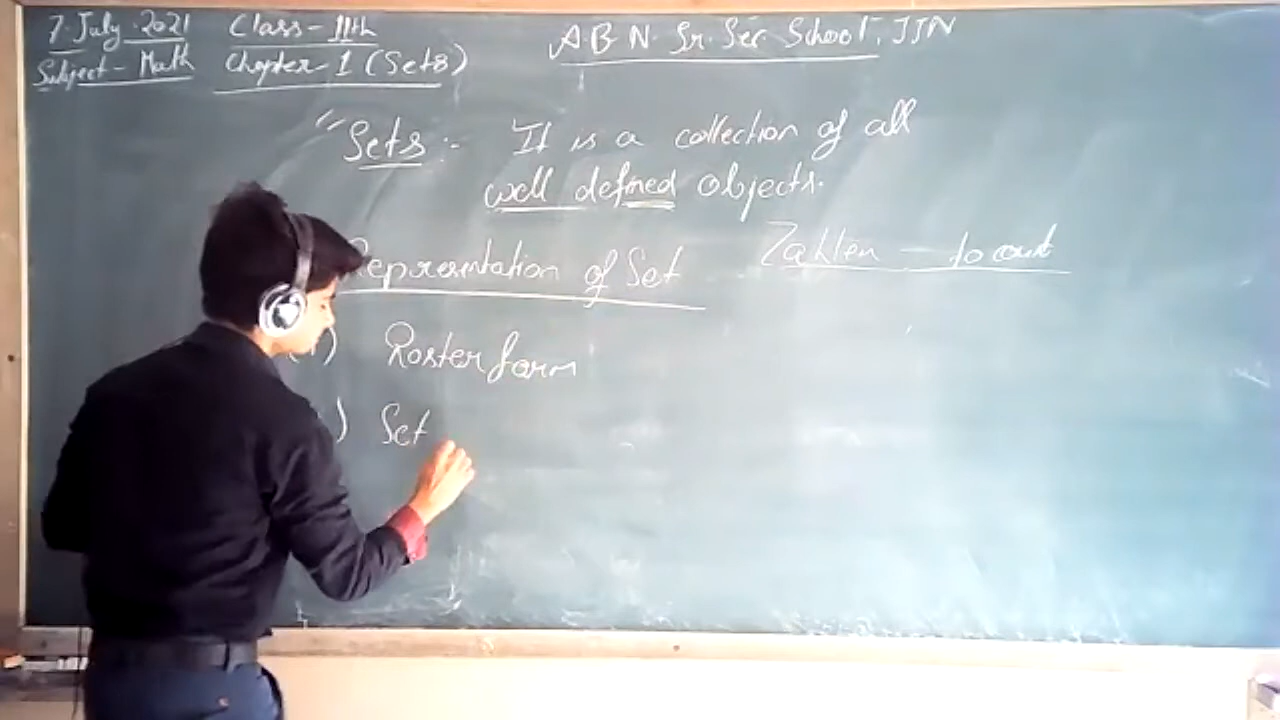 7 July 2021 Class - 11th A.B.N. Sr. Sec. School, JJN
Subject - Math Chapter - 1 (Sets)
"Sets :- It is a collection of all
well defined objects.
Representation of Set Zahlen — to count
) Roster form
) Set